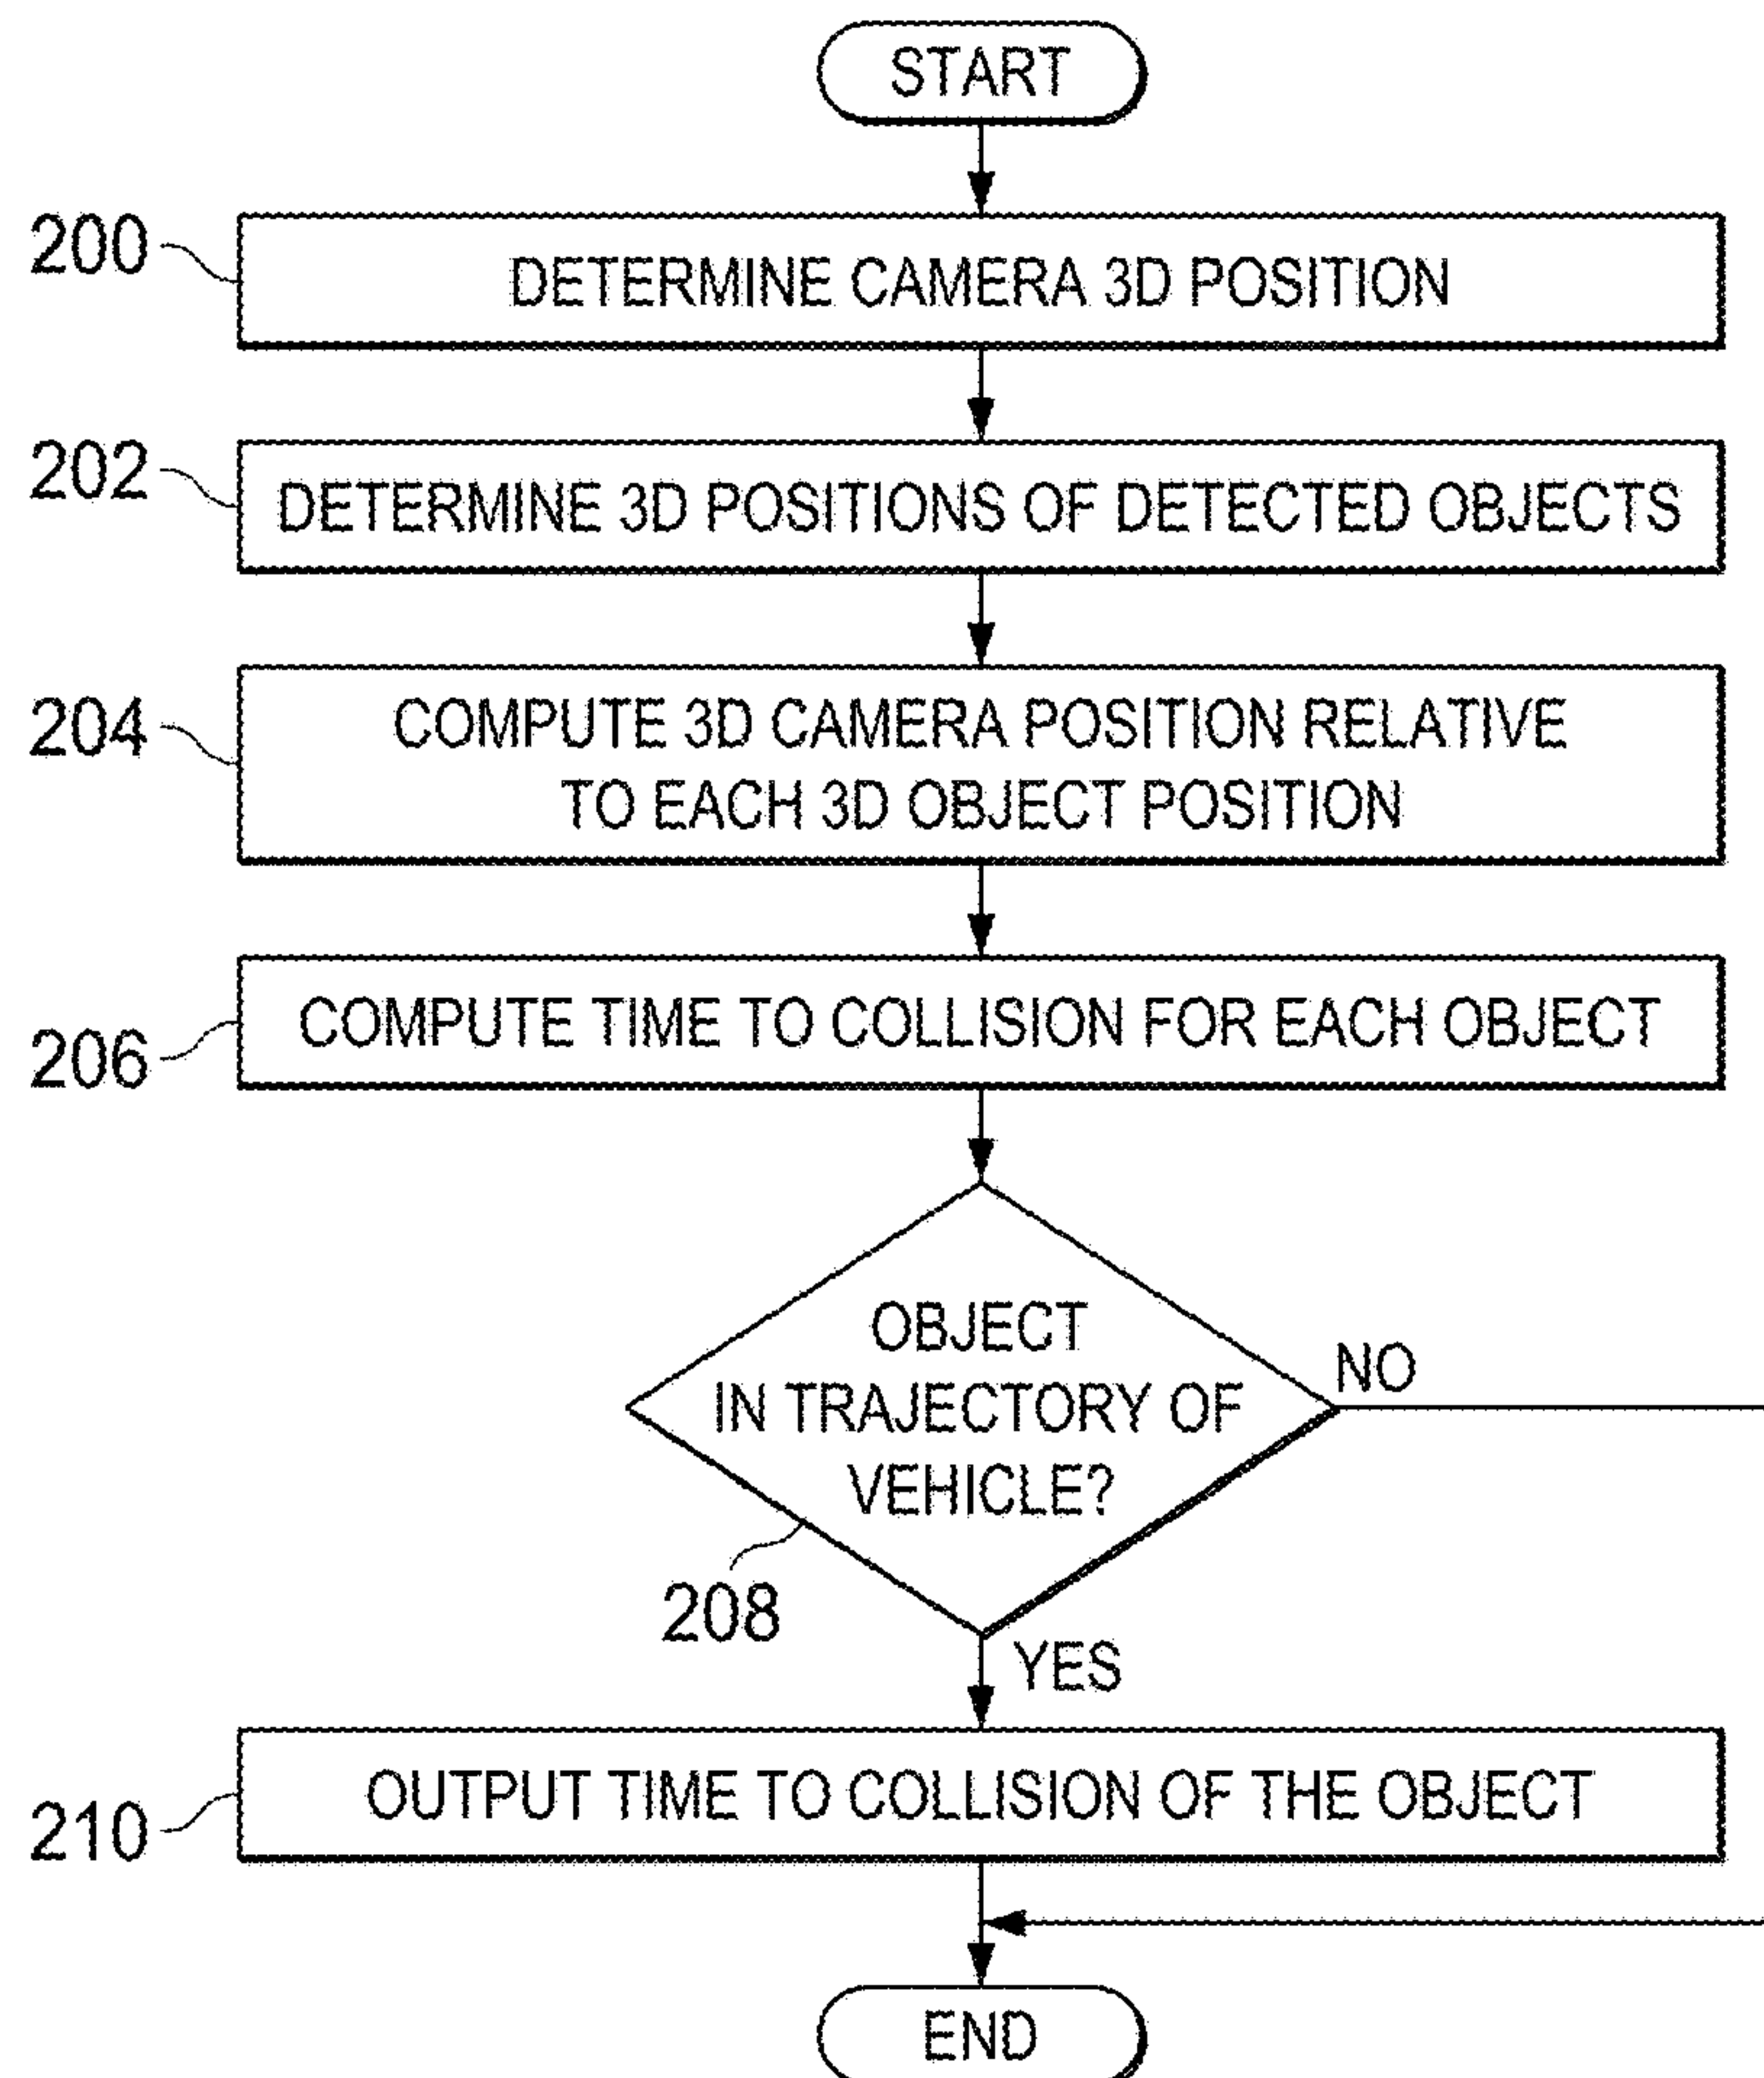 START
200
DETERMINE CAMERA 3D POSITION
202
DETERMINE 3D POSITIONS OF DETECTED OBJECTS
204
COMPUTE 3D CAMERA POSITION RELATIVE
TO EACH 3D OBJECT POSITION
206
COMPUTE TIME TO COLLISION FOR EACH OBJECT
OBJECT
IN TRAJECTORY OF
VEHICLE?
NO
208
YES
210
OUTPUT TIME TO COLLISION OF THE OBJECT
END